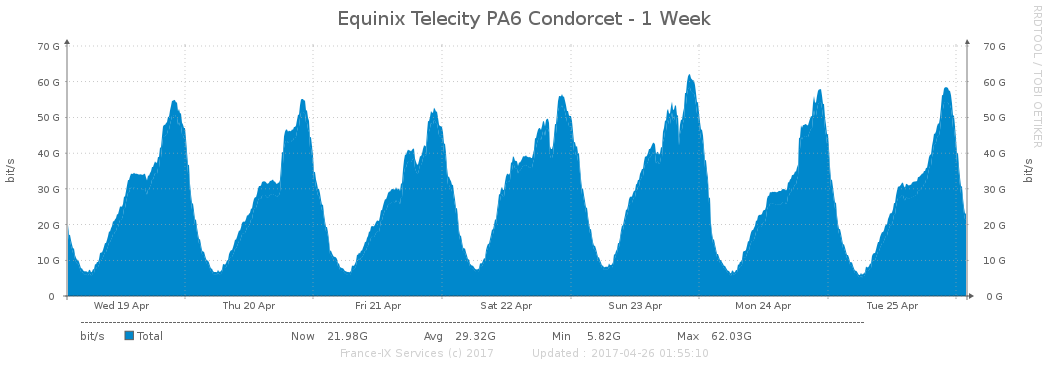 Equinix Telecity PA6 Condorcet - 1 Week
RRDTOOL / TOBI OETIKER
70 G 70 G
60 G 60 G
50 G 50 G
40 G 40 G
bit/s bit/s
30 G 30 G
20 G 20 G
10 G 10 G
0 0 G
Wed 19 Apr Thu 20 Apr Fri 21 Apr Sat 22 Apr Sun 23 Apr Mon 24 Apr Tue 25 Apr
bit/s Total Now 21.98G Avg 29.32G Min 5.82G Max 62.03G
France-IX Services (c) 2017 Updated : 2017-04-26 01:55:10